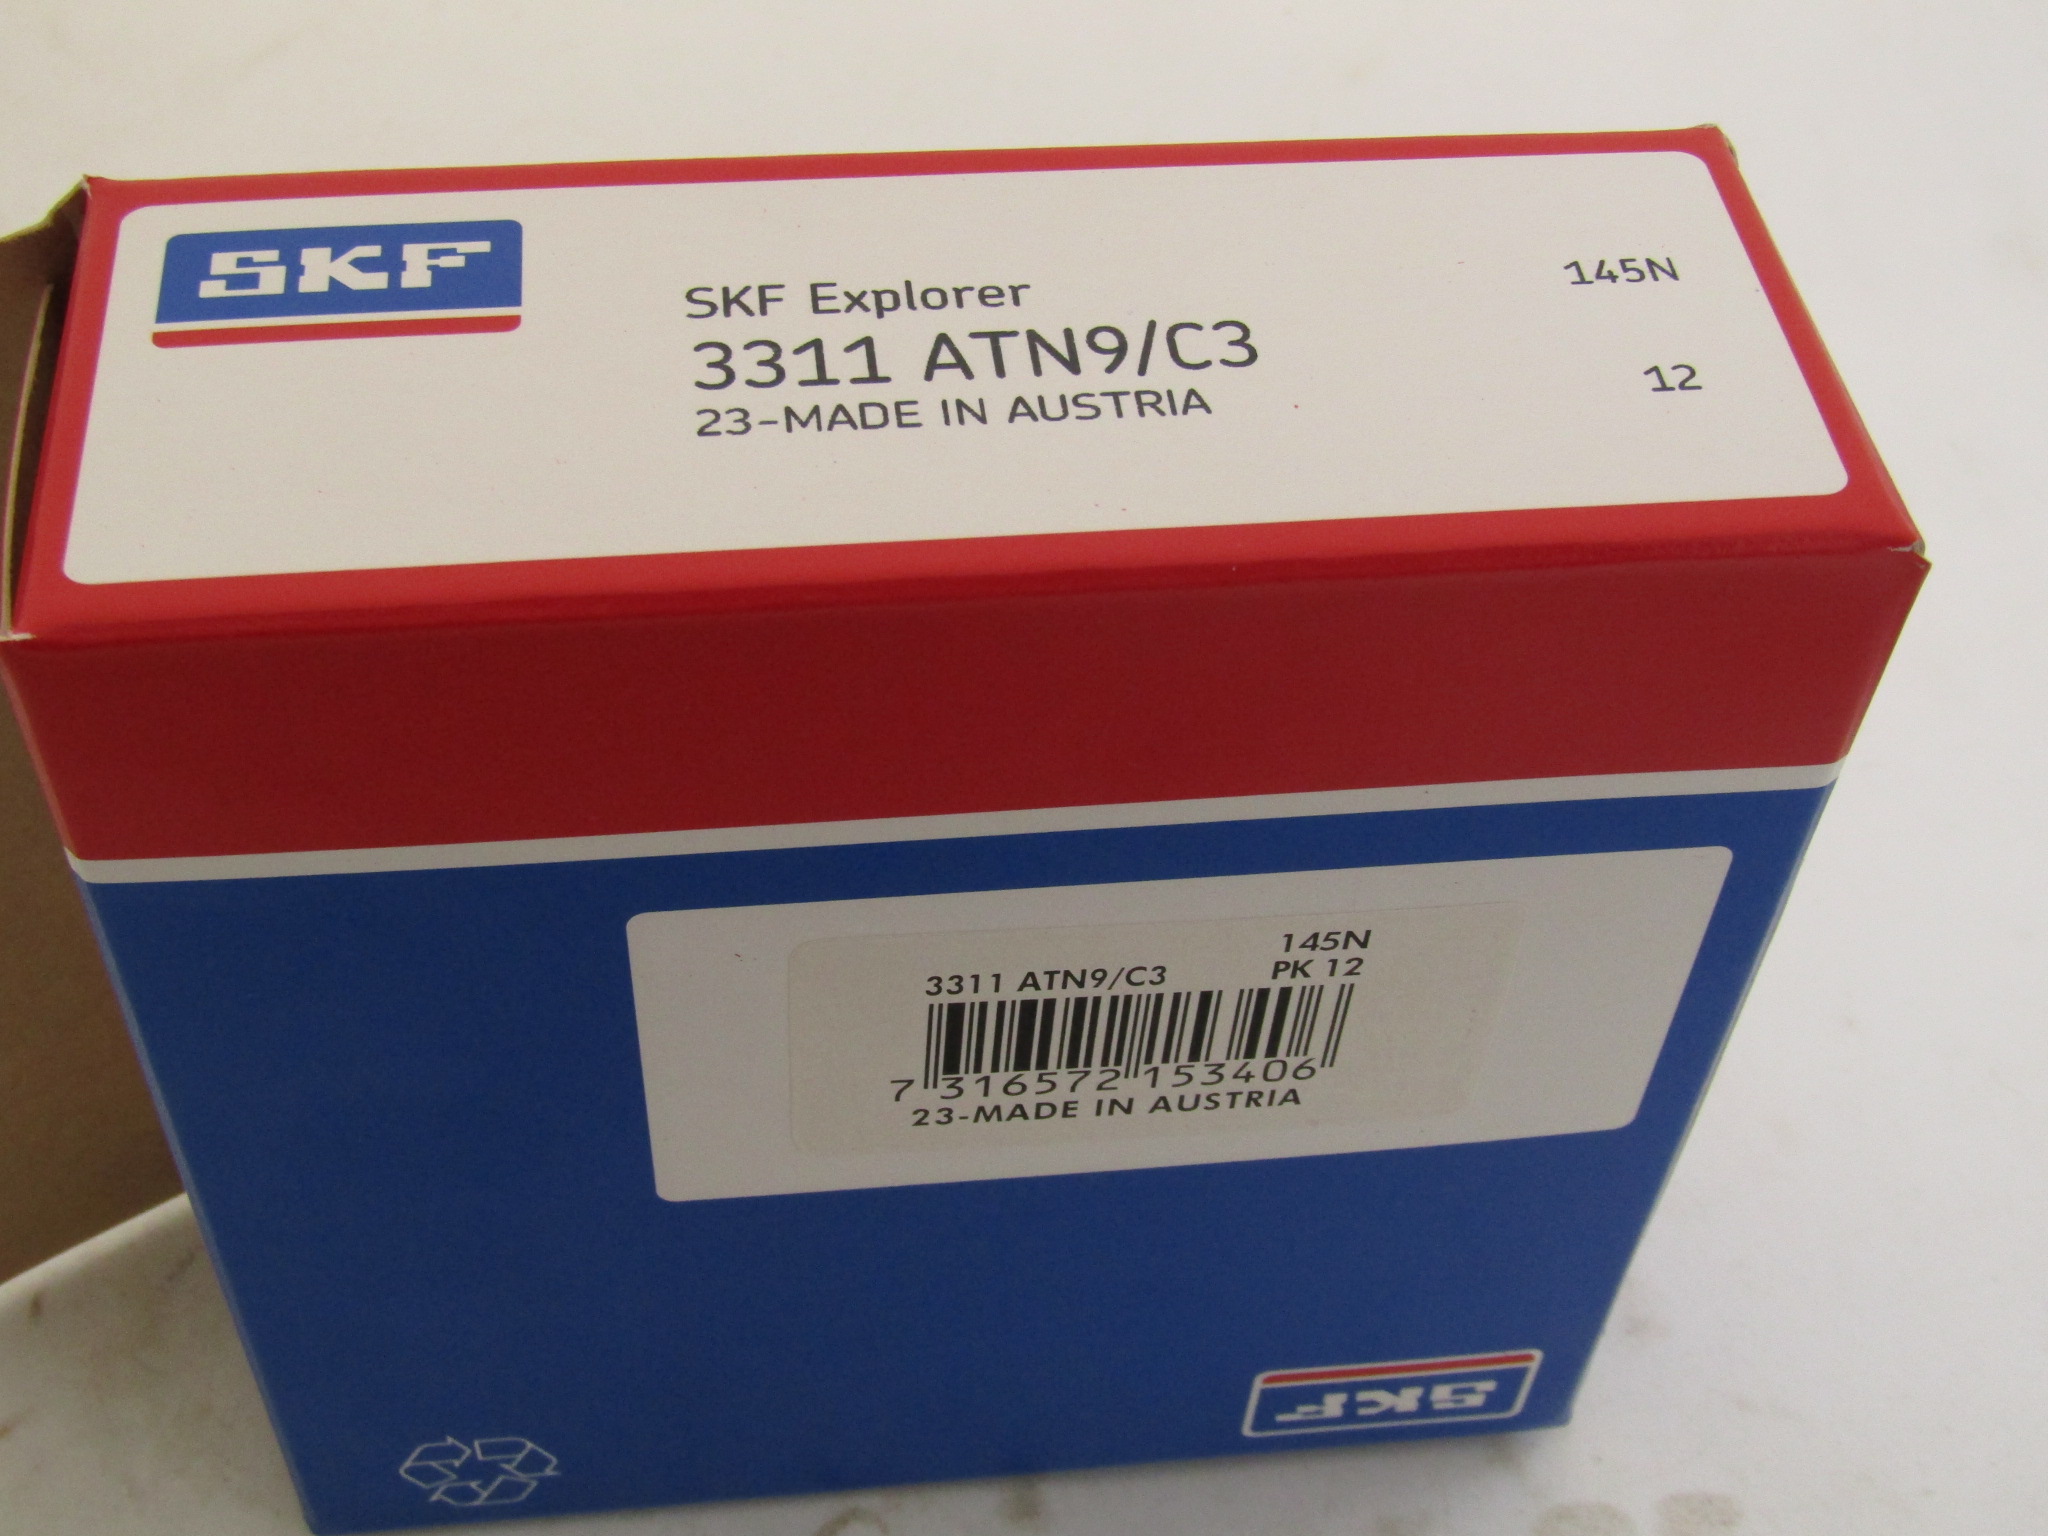 SKF
SKF Explorer
145N
3311 ATN9/C3
12
23-MADE IN AUSTRIA
145N
3311 ATN9/C3
PK 12
7 316572 153406
23-MADE IN AUSTRIA
SKF